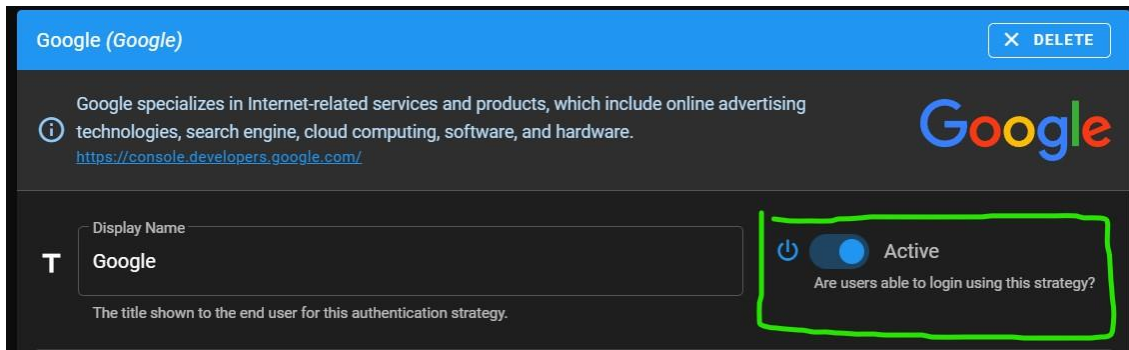 Google (Google)
DELETE
Google specializes in Internet-related services and products, which include online advertising
technologies, search engine, cloud computing, software, and hardware.
https://console.developers.google.com/
Google
Display Name
T Google
Active
Are users able to login using this strategy?
The title shown to the end user for this authentication strategy.